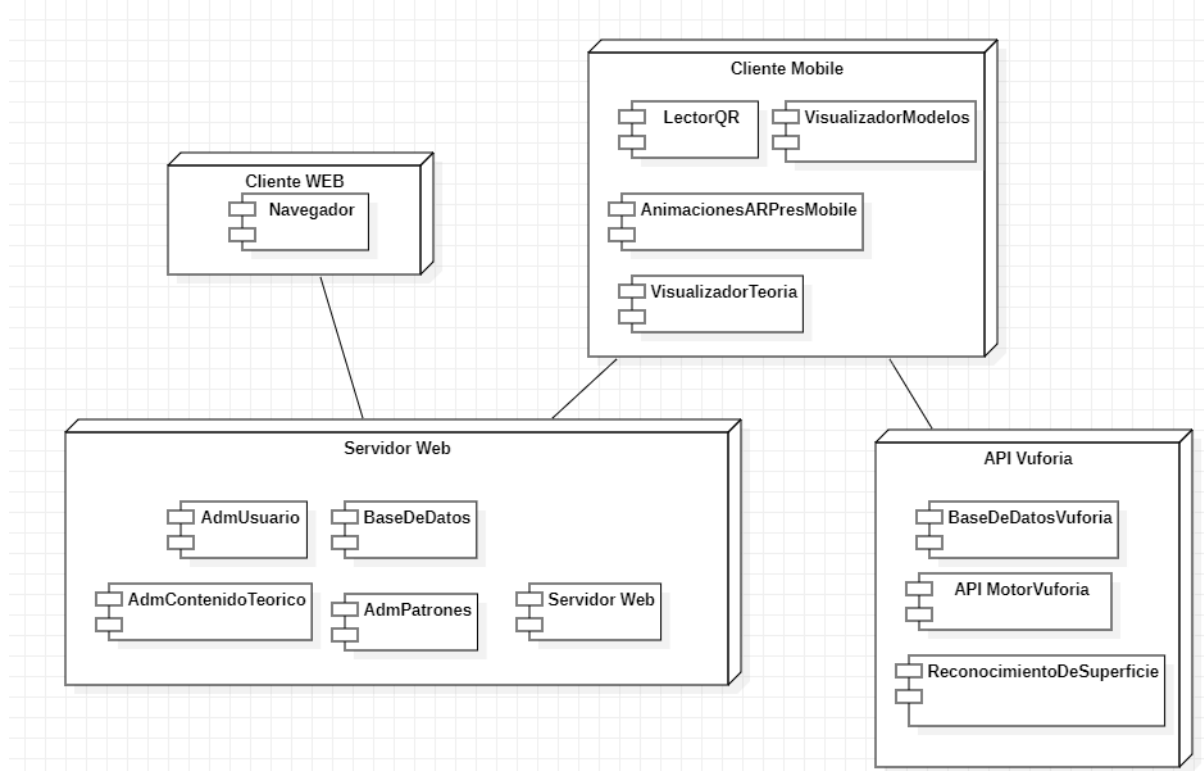 Cliente Mobile
LectorQR
VisualizadorModelos
AnimacionesARPresMobile
VisualizadorTeoria
Cliente WEB
Navegador
Servidor Web
AdmUsuario
BaseDeDatos
AdmContenidoTeorico
AdmPatrones
Servidor Web
API Vuforia
BaseDeDatosVuforia
API MotorVuforia
ReconocimientoDeSuperficie